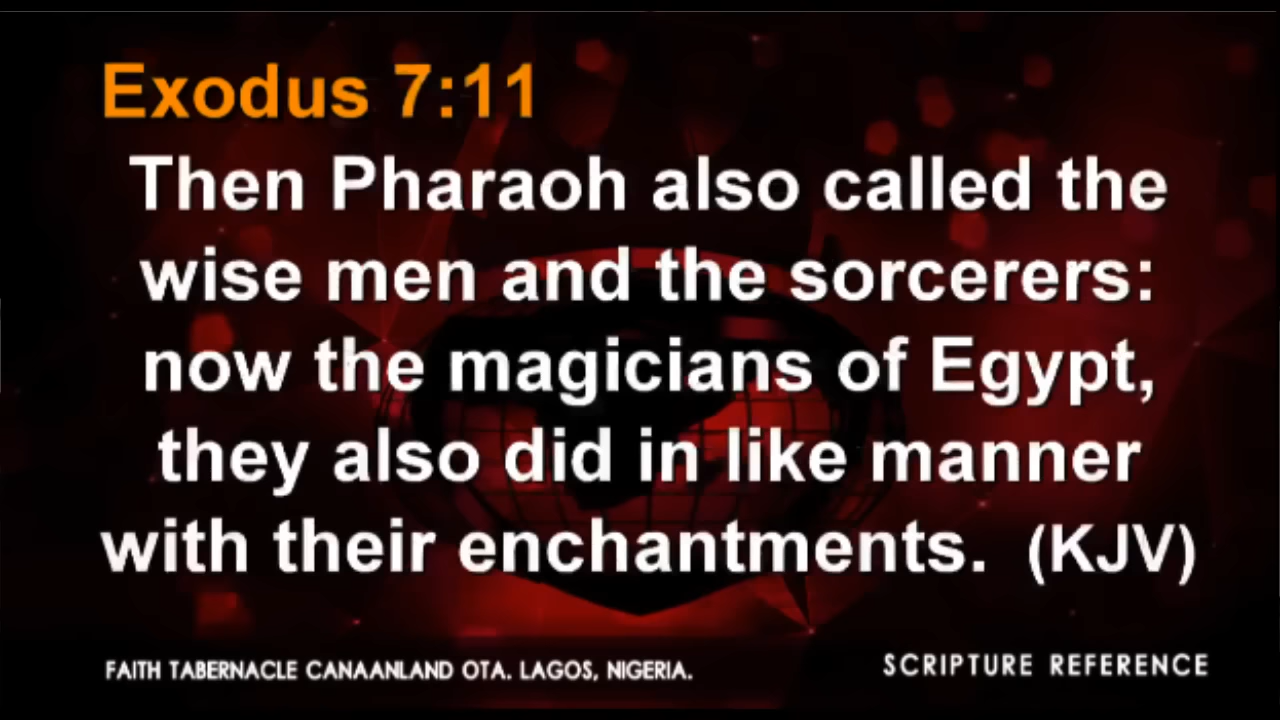 Exodus 7:11
Then Pharaoh also called the
wise men and the sorcerers:
now the magicians of Egypt,
they also did in like manner
with their enchantments.  (KJV)
FAITH TABERNACLE CANAANLAND OTA. LAGOS, NIGERIA.
SCRIPTURE REFERENCE